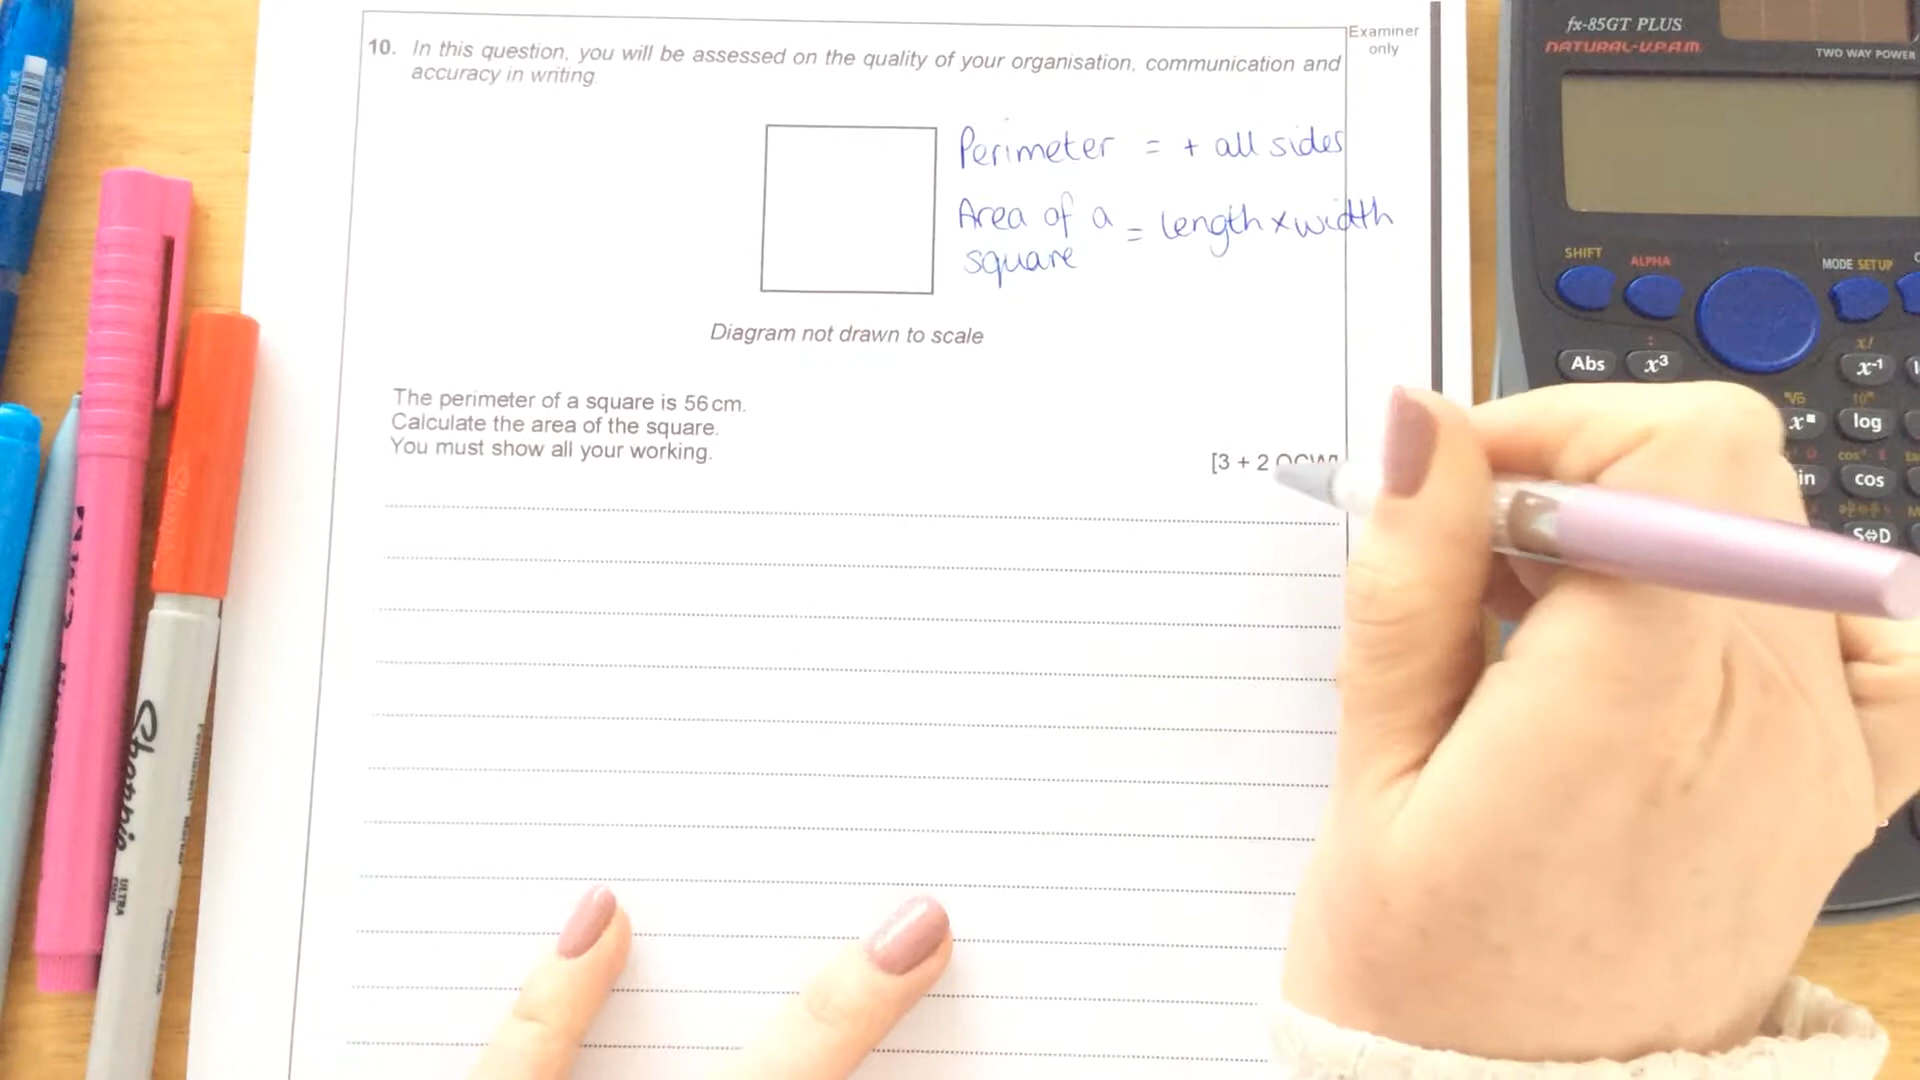 10. In this question, you will be assessed on the quality of your organisation, communication and
accuracy in writing.
Examiner
only
Perimeter = + all sides
Area of a = length x width
square
Diagram not drawn to scale
The perimeter of a square is 56 cm.
Calculate the area of the square.
You must show all your working.
[3 + 2
fx-85GT PLUS
NATURAL-V.P.A.M.
TWO WAY POWER
SHIFT
ALPHA
MODE SETUP
Abs
x³
x!
x⁻¹
x■
log
cos
S⇔D
Sharpie
ULTRA
FINE